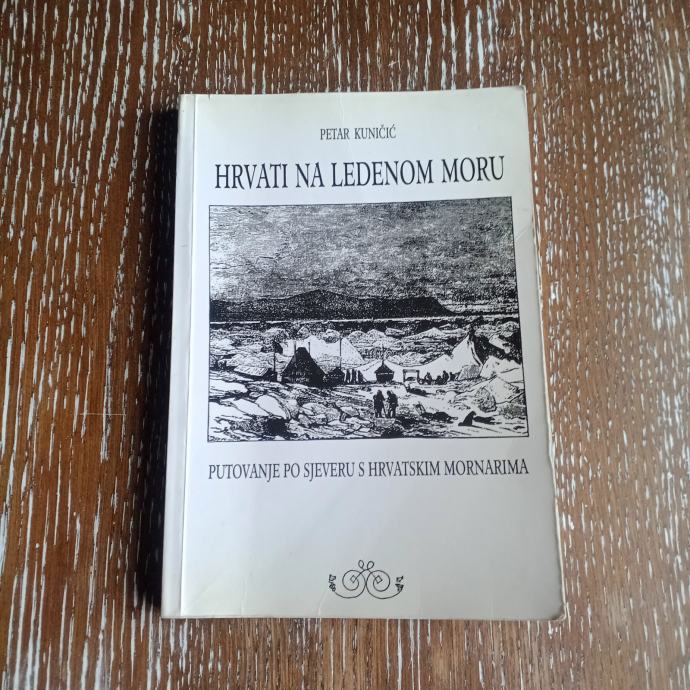 PETAR KUNIČIĆ
HRVATI NA LEDENOM MORU
PUTOVANJE PO SJEVERU S HRVATSKIM MORNARIMA